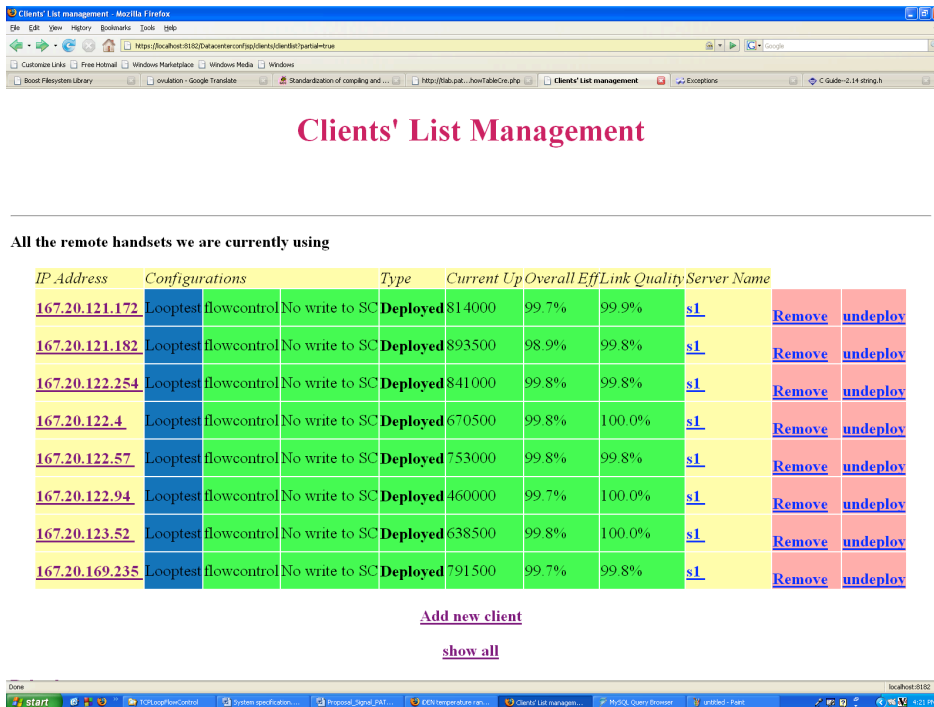 Clients' List management - Mozilla Firefox
File Edit View History Bookmarks Tools Help
https://localhost:8182/Datacenterconfjsp/clients/clientlist?partial=true
Google
Customize Links Free Hotmail Windows Marketplace Windows Media Windows
Boost Filesystem Library ovulation - Google Translate Standardization of compiling and ... http://tlab.pat...howTableCre.php Clients' List management Exceptions C Guide--2.14 string.h
Clients' List Management
All the remote handsets we are currently using
IP Address Configurations Type Current Up Overall Eff Link Quality Server Name
167.20.121.172 Looptest flowcontrol No write to SC Deployed 814000 99.7% 99.9% s1 Remove undeploy
167.20.121.182 Looptest flowcontrol No write to SC Deployed 893500 98.9% 99.8% s1 Remove undeploy
167.20.122.254 Looptest flowcontrol No write to SC Deployed 841000 99.8% 99.8% s1 Remove undeploy
167.20.122.4 Looptest flowcontrol No write to SC Deployed 670500 99.8% 100.0% s1 Remove undeploy
167.20.122.57 Looptest flowcontrol No write to SC Deployed 753000 99.8% 99.8% s1 Remove undeploy
167.20.122.94 Looptest flowcontrol No write to SC Deployed 460000 99.7% 100.0% s1 Remove undeploy
167.20.123.52 Looptest flowcontrol No write to SC Deployed 638500 99.8% 100.0% s1 Remove undeploy
167.20.169.235 Looptest flowcontrol No write to SC Deployed 791500 99.7% 99.8% s1 Remove undeploy
Add new client
show all
Done localhost:8182
start TCPLoopFlowControl System specification... Proposal_Signal_PAT... iDEN temperature ran... Clients' List managem... MySQL Query Browser untitled - Paint 4:21 PM